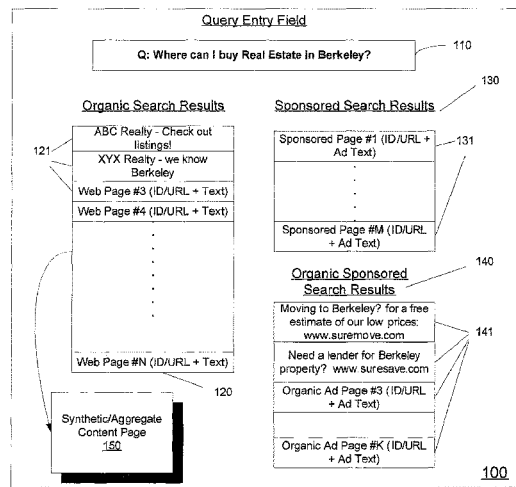 Query Entry Field
Q: Where can I buy Real Estate in Berkeley?
110
Organic Search Results
121
ABC Realty - Check out
listings!
XYX Realty - we know
Berkeley
Web Page #3 (ID/URL + Text)
Web Page #4 (ID/URL + Text)
Web Page #N (ID/URL + Text)
120
Synthetic/Aggregate
Content Page
150
Sponsored Search Results
130
Sponsored Page #1 (ID/URL +
Ad Text)
131
Sponsored Page #M (ID/URL
+ Ad Text)
Organic Sponsored
Search Results
140
Moving to Berkeley? for a free
estimate of our low prices:
www.suremove.com
141
Need a lender for Berkeley
property? www.suresave.com
Organic Ad Page #3 (ID/URL
+ Ad Text)
Organic Ad Page #K (ID/URL
+ Ad Text)
100